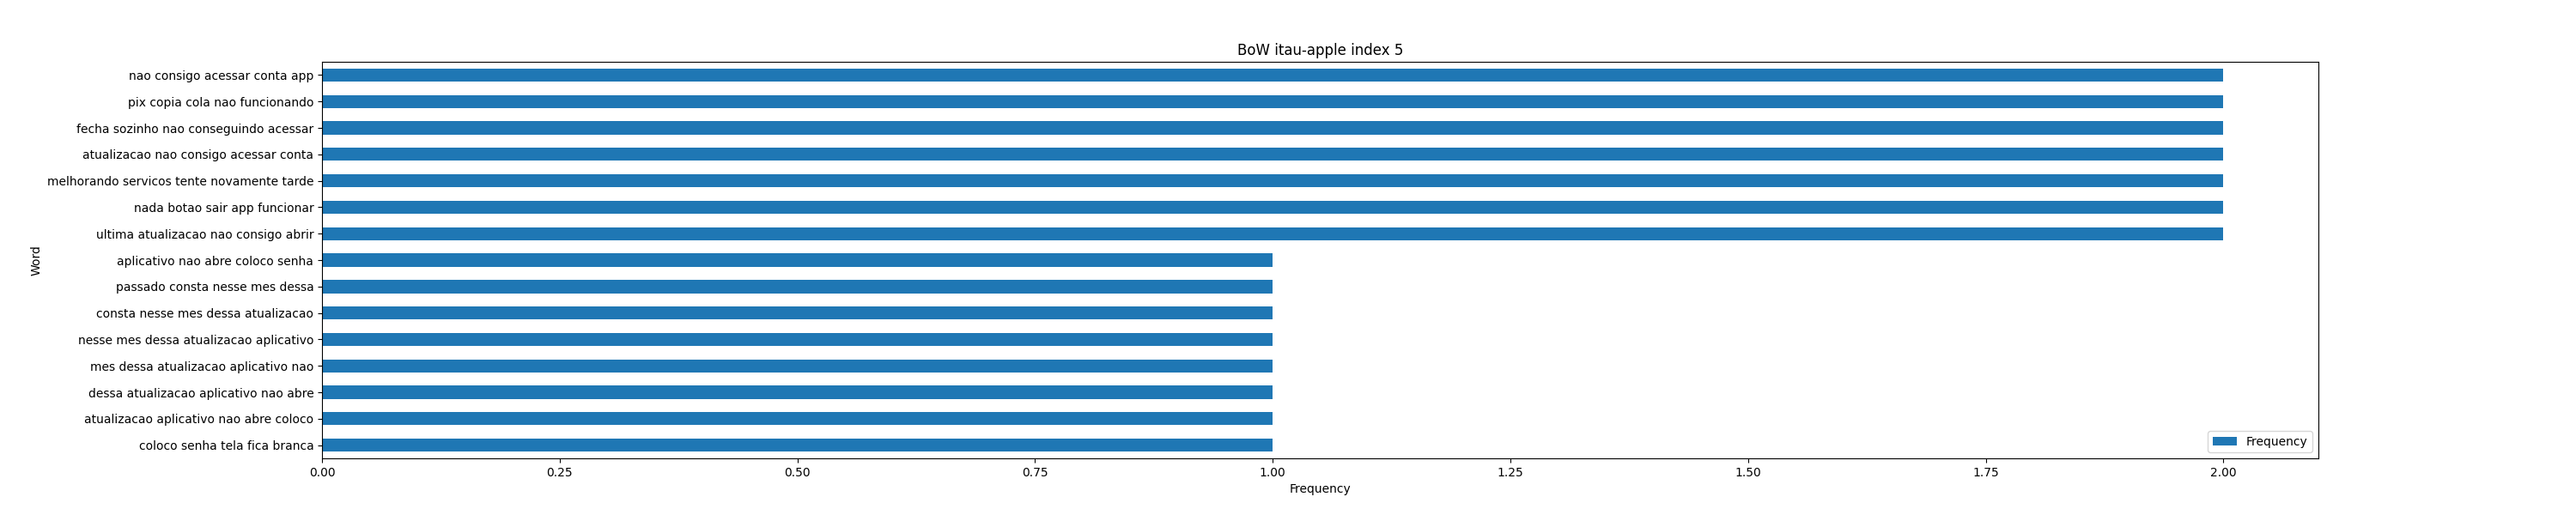 BoW itau-apple index 5
nao consigo acessar conta app
pix copia cola nao funcionando
fecha sozinho nao conseguindo acessar
atualizacao nao consigo acessar conta
melhorando servicos tente novamente tarde
nada botao sair app funcionar
ultima atualizacao nao consigo abrir
aplicativo nao abre coloco senha
passado consta nesse mes dessa
consta nesse mes dessa atualizacao
nesse mes dessa atualizacao aplicativo
mes dessa atualizacao aplicativo nao
dessa atualizacao aplicativo nao abre
atualizacao aplicativo nao abre coloco
coloco senha tela fica branca
Word
Frequency
0.00 0.25 0.50 0.75 1.00 1.25 1.50 1.75 2.00
Frequency